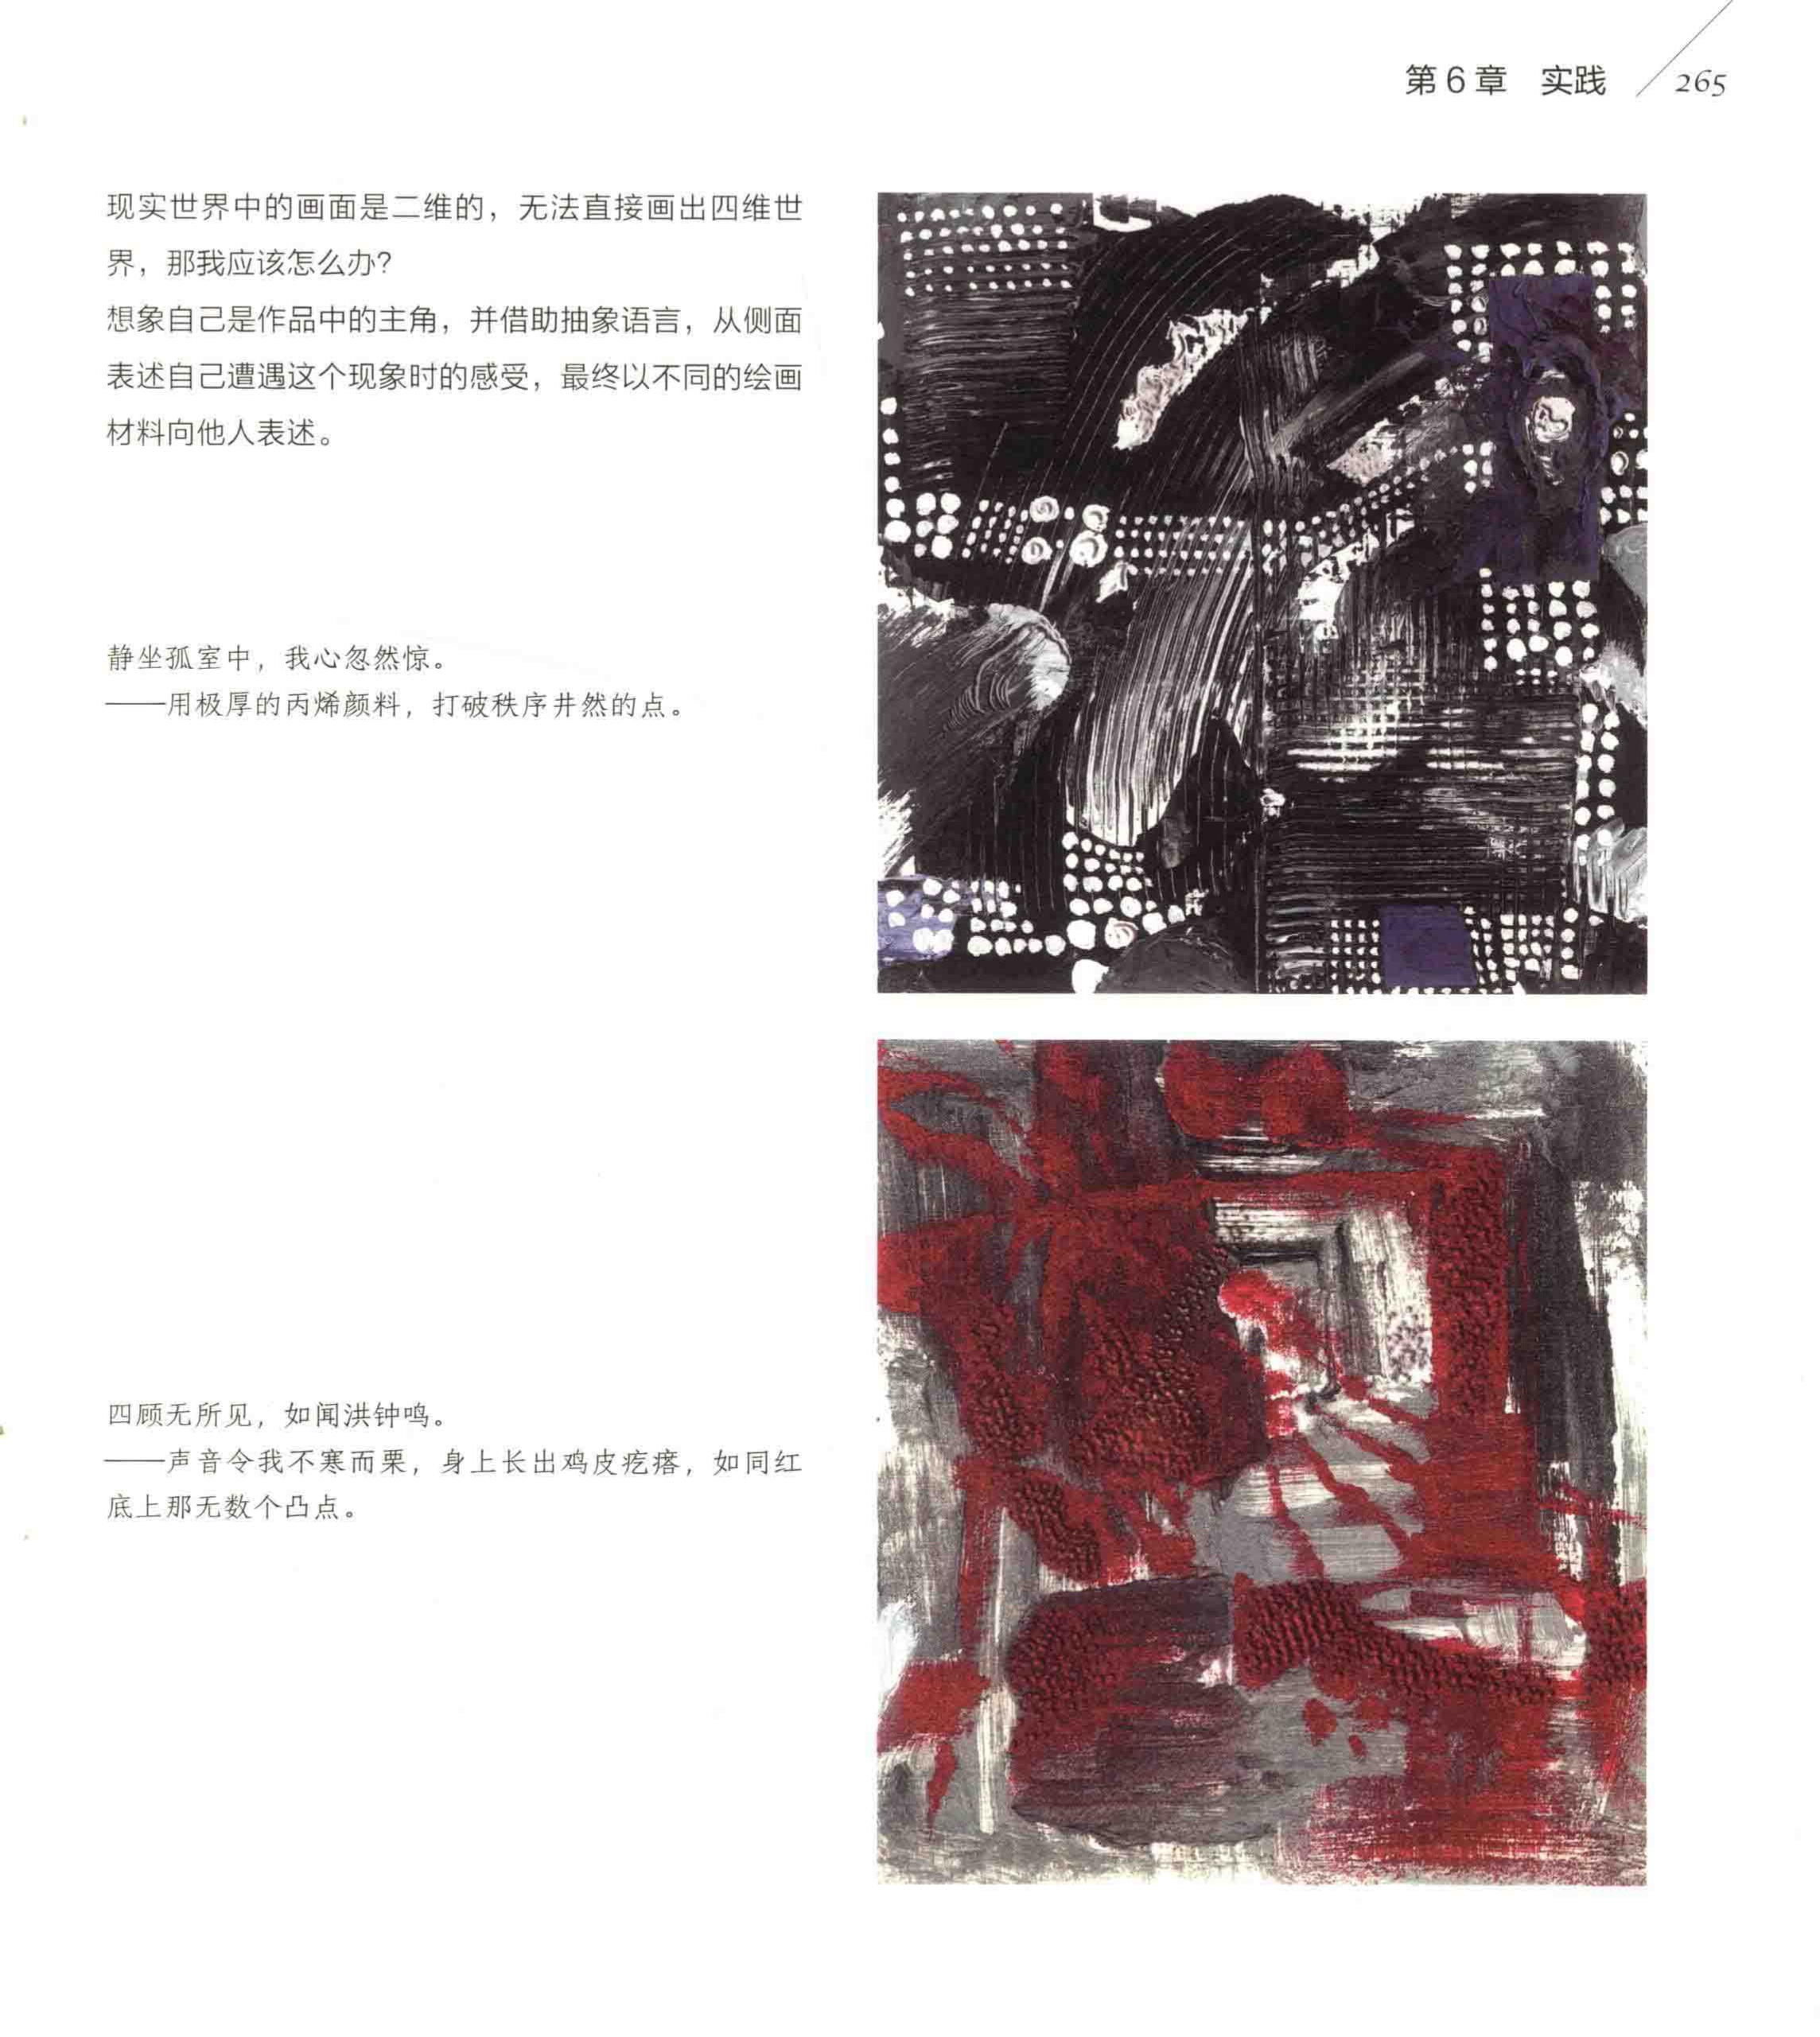 第6章 实践 265
现实世界中的画面是二维的，无法直接画出四维世
界，那我应该怎么办？
想象自己是作品中的主角，并借助抽象语言，从侧面
表述自己遭遇这个现象时的感受，最终以不同的绘画
材料向他人表述。
静坐孤室中，我心忽然惊。
——用极厚的丙烯颜料，打破秩序井然的点。
四顾无所见，如闻洪钟鸣。
——声音令我不寒而栗，身上长出鸡皮疙瘩，如同红
底上那无数个凸点。